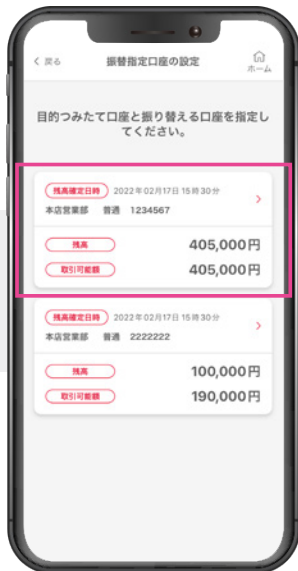 戻る 振替指定口座の設定 ホーム
目的つみたて口座と振り替える口座を指定し
てください。
残高確定日時 2022年02月17日 15時30分
本店営業部 普通 1234567
残高 405,000円
取引可能額 405,000円
残高確定日時 2022年02月17日 15時30分
本店営業部 普通 2222222
残高 100,000円
取引可能額 190,000円